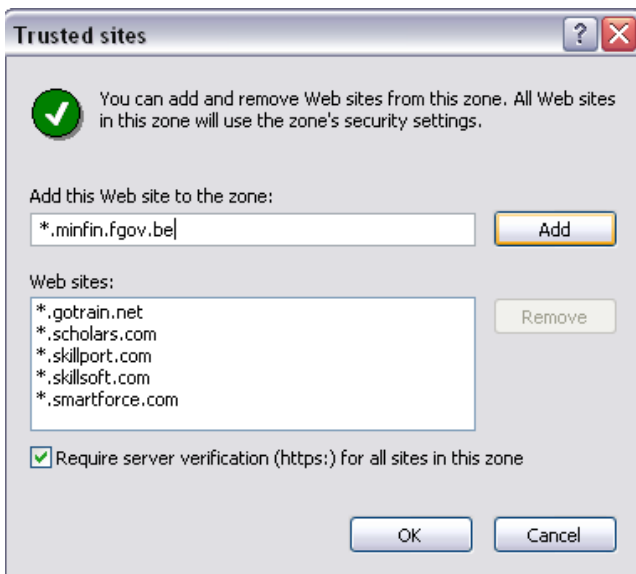 Trusted sites
You can add and remove Web sites from this zone. All Web sites
in this zone will use the zone's security settings.
Add this Web site to the zone:
*.minfin.fgov.be
Add
Web sites:
*.gotrain.net
*.scholars.com
*.skillport.com
*.skillsoft.com
*.smartforce.com
Remove
Require server verification (https:) for all sites in this zone
OK
Cancel